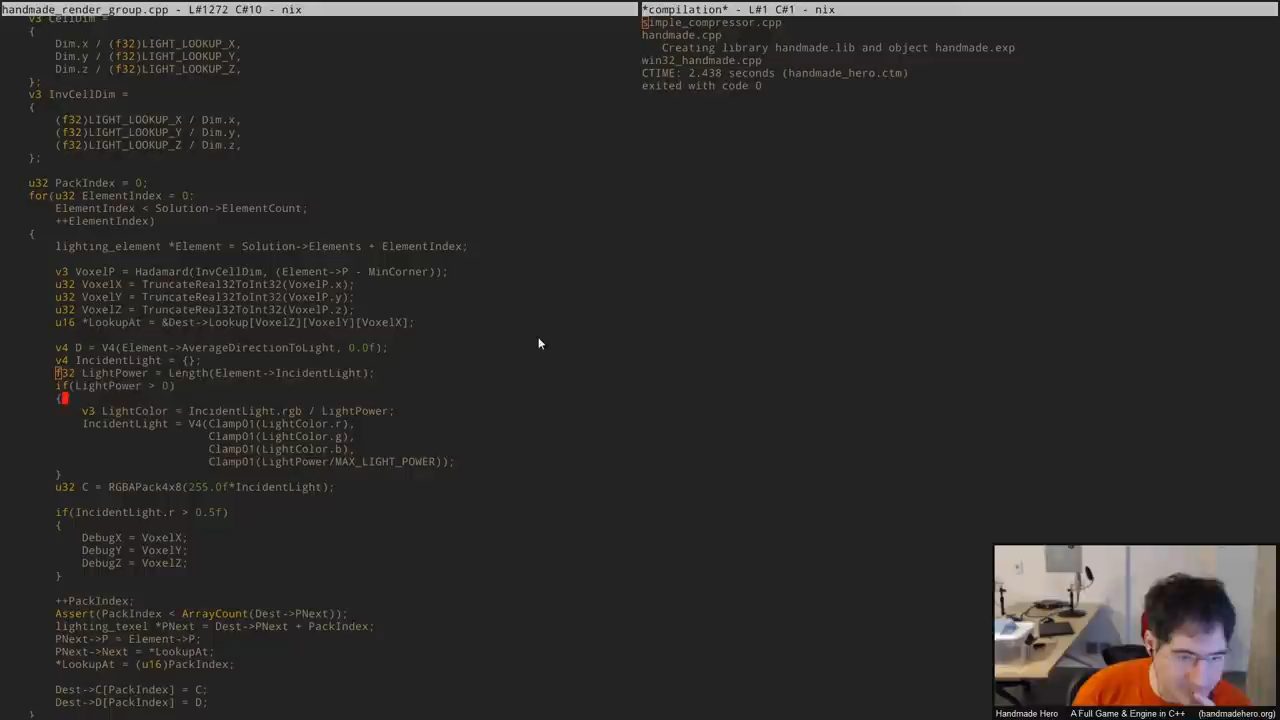 handmade_render_group.cpp - L#1272 C#10 - nix
v3 CellDim =
{
Dim.x / (f32)LIGHT_LOOKUP_X,
Dim.y / (f32)LIGHT_LOOKUP_Y,
Dim.z / (f32)LIGHT_LOOKUP_Z,
};
v3 InvCellDim =
{
(f32)LIGHT_LOOKUP_X / Dim.x,
(f32)LIGHT_LOOKUP_Y / Dim.y,
(f32)LIGHT_LOOKUP_Z / Dim.z,
};
u32 PackIndex = 0;
for(u32 ElementIndex = 0;
ElementIndex < Solution->ElementCount;
++ElementIndex)
{
lighting_element *Element = Solution->Elements + ElementIndex;
v3 VoxelP = Hadamard(InvCellDim, (Element->P - MinCorner));
u32 VoxelX = TruncateReal32ToInt32(VoxelP.x);
u32 VoxelY = TruncateReal32ToInt32(VoxelP.y);
u32 VoxelZ = TruncateReal32ToInt32(VoxelP.z);
u16 *LookupAt = &Dest->Lookup[VoxelZ][VoxelY][VoxelX];
v4 D = V4(Element->AverageDirectionToLight, 0.0f);
v4 IncidentLight = {};
f32 LightPower = Length(Element->IncidentLight);
if(LightPower > 0)
{
v3 LightColor = IncidentLight.rgb / LightPower;
IncidentLight = V4(Clamp01(LightColor.r),
Clamp01(LightColor.g),
Clamp01(LightColor.b),
Clamp01(LightPower/MAX_LIGHT_POWER));
}
u32 C = RGBAPack4x8(255.0f*IncidentLight);
if(IncidentLight.r > 0.5f)
{
DebugX = VoxelX;
DebugY = VoxelY;
DebugZ = VoxelZ;
}
++PackIndex;
Assert(PackIndex < ArrayCount(Dest->PNext));
lighting_texel *PNext = Dest->PNext + PackIndex;
PNext->P = Element->P;
PNext->Next = *LookupAt;
*LookupAt = (u16)PackIndex;
Dest->C[PackIndex] = C;
Dest->D[PackIndex] = D;
}
*compilation* - L#1 C#1 - nix
simple_compressor.cpp
handmade.cpp
Creating library handmade.lib and object handmade.exp
win32_handmade.cpp
CTIME: 2.438 seconds (handmade_hero.ctm)
exited with code 0
Handmade Hero A Full Game & Engine in C++ (handmadehero.org)